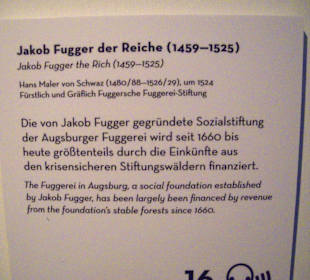 Jakob Fugger der Reiche (1459–1525)
Jakob Fugger the Rich (1459–1525)
Hans Maler von Schwaz (1480/88–1526/29), um 1524
Fürstlich und Gräflich Fuggersche Fuggerei-Stiftung
Die von Jakob Fugger gegründete Sozialstiftung
der Augsburger Fuggerei wird seit 1660 bis
heute größtenteils durch die Einkünfte aus
den krisensicheren Stiftungswäldern finanziert.
The Fuggerei in Augsburg, a social foundation established
by Jakob Fugger, has been largely been financed by revenue
from the foundation's stable forests since 1660.
16